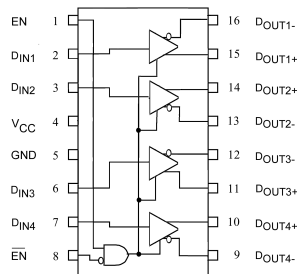 EN 1 16 DOUT1-
DIN1 2 15 DOUT1+
DIN2 3 14 DOUT2+
VCC 4 13 DOUT2-
GND 5 12 DOUT3-
DIN3 6 11 DOUT3+
DIN4 7 10 DOUT4+
E̅N̅ 8 9 DOUT4-